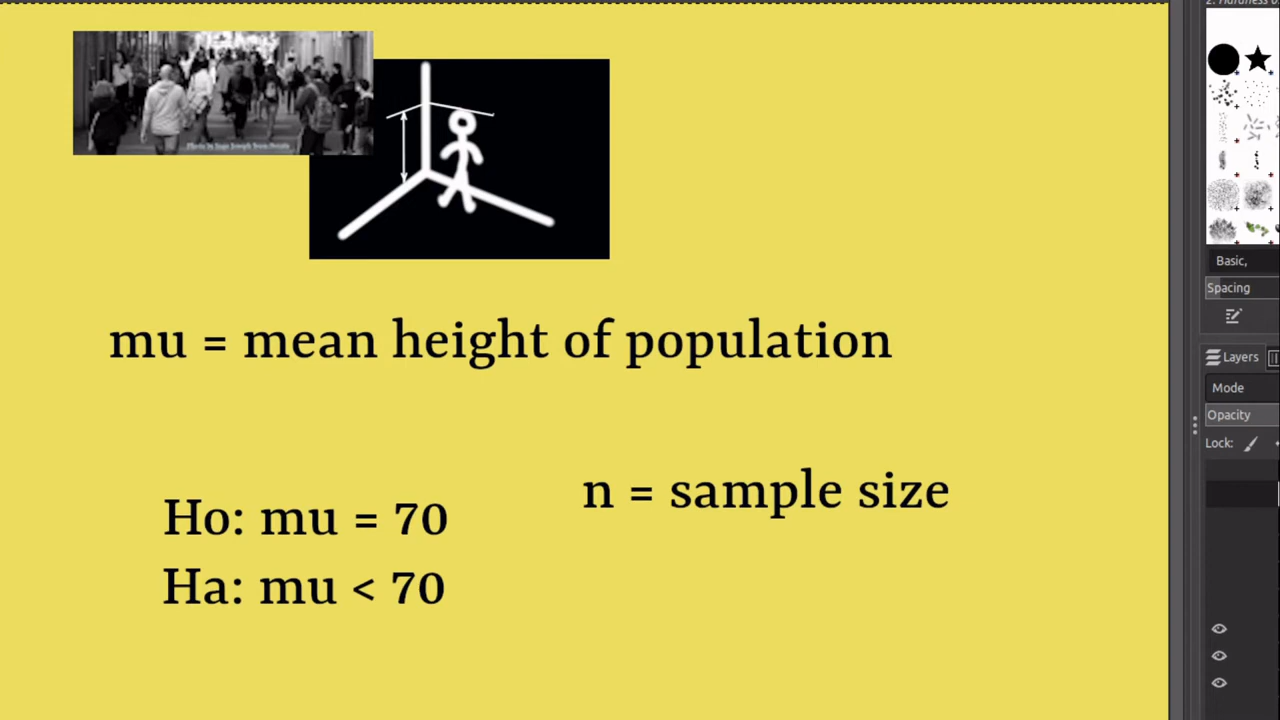 mu = mean height of population
n = sample size
Ho: mu = 70
Ha: mu < 70
Basic,
Spacing
Layers
Mode
Opacity
Lock: